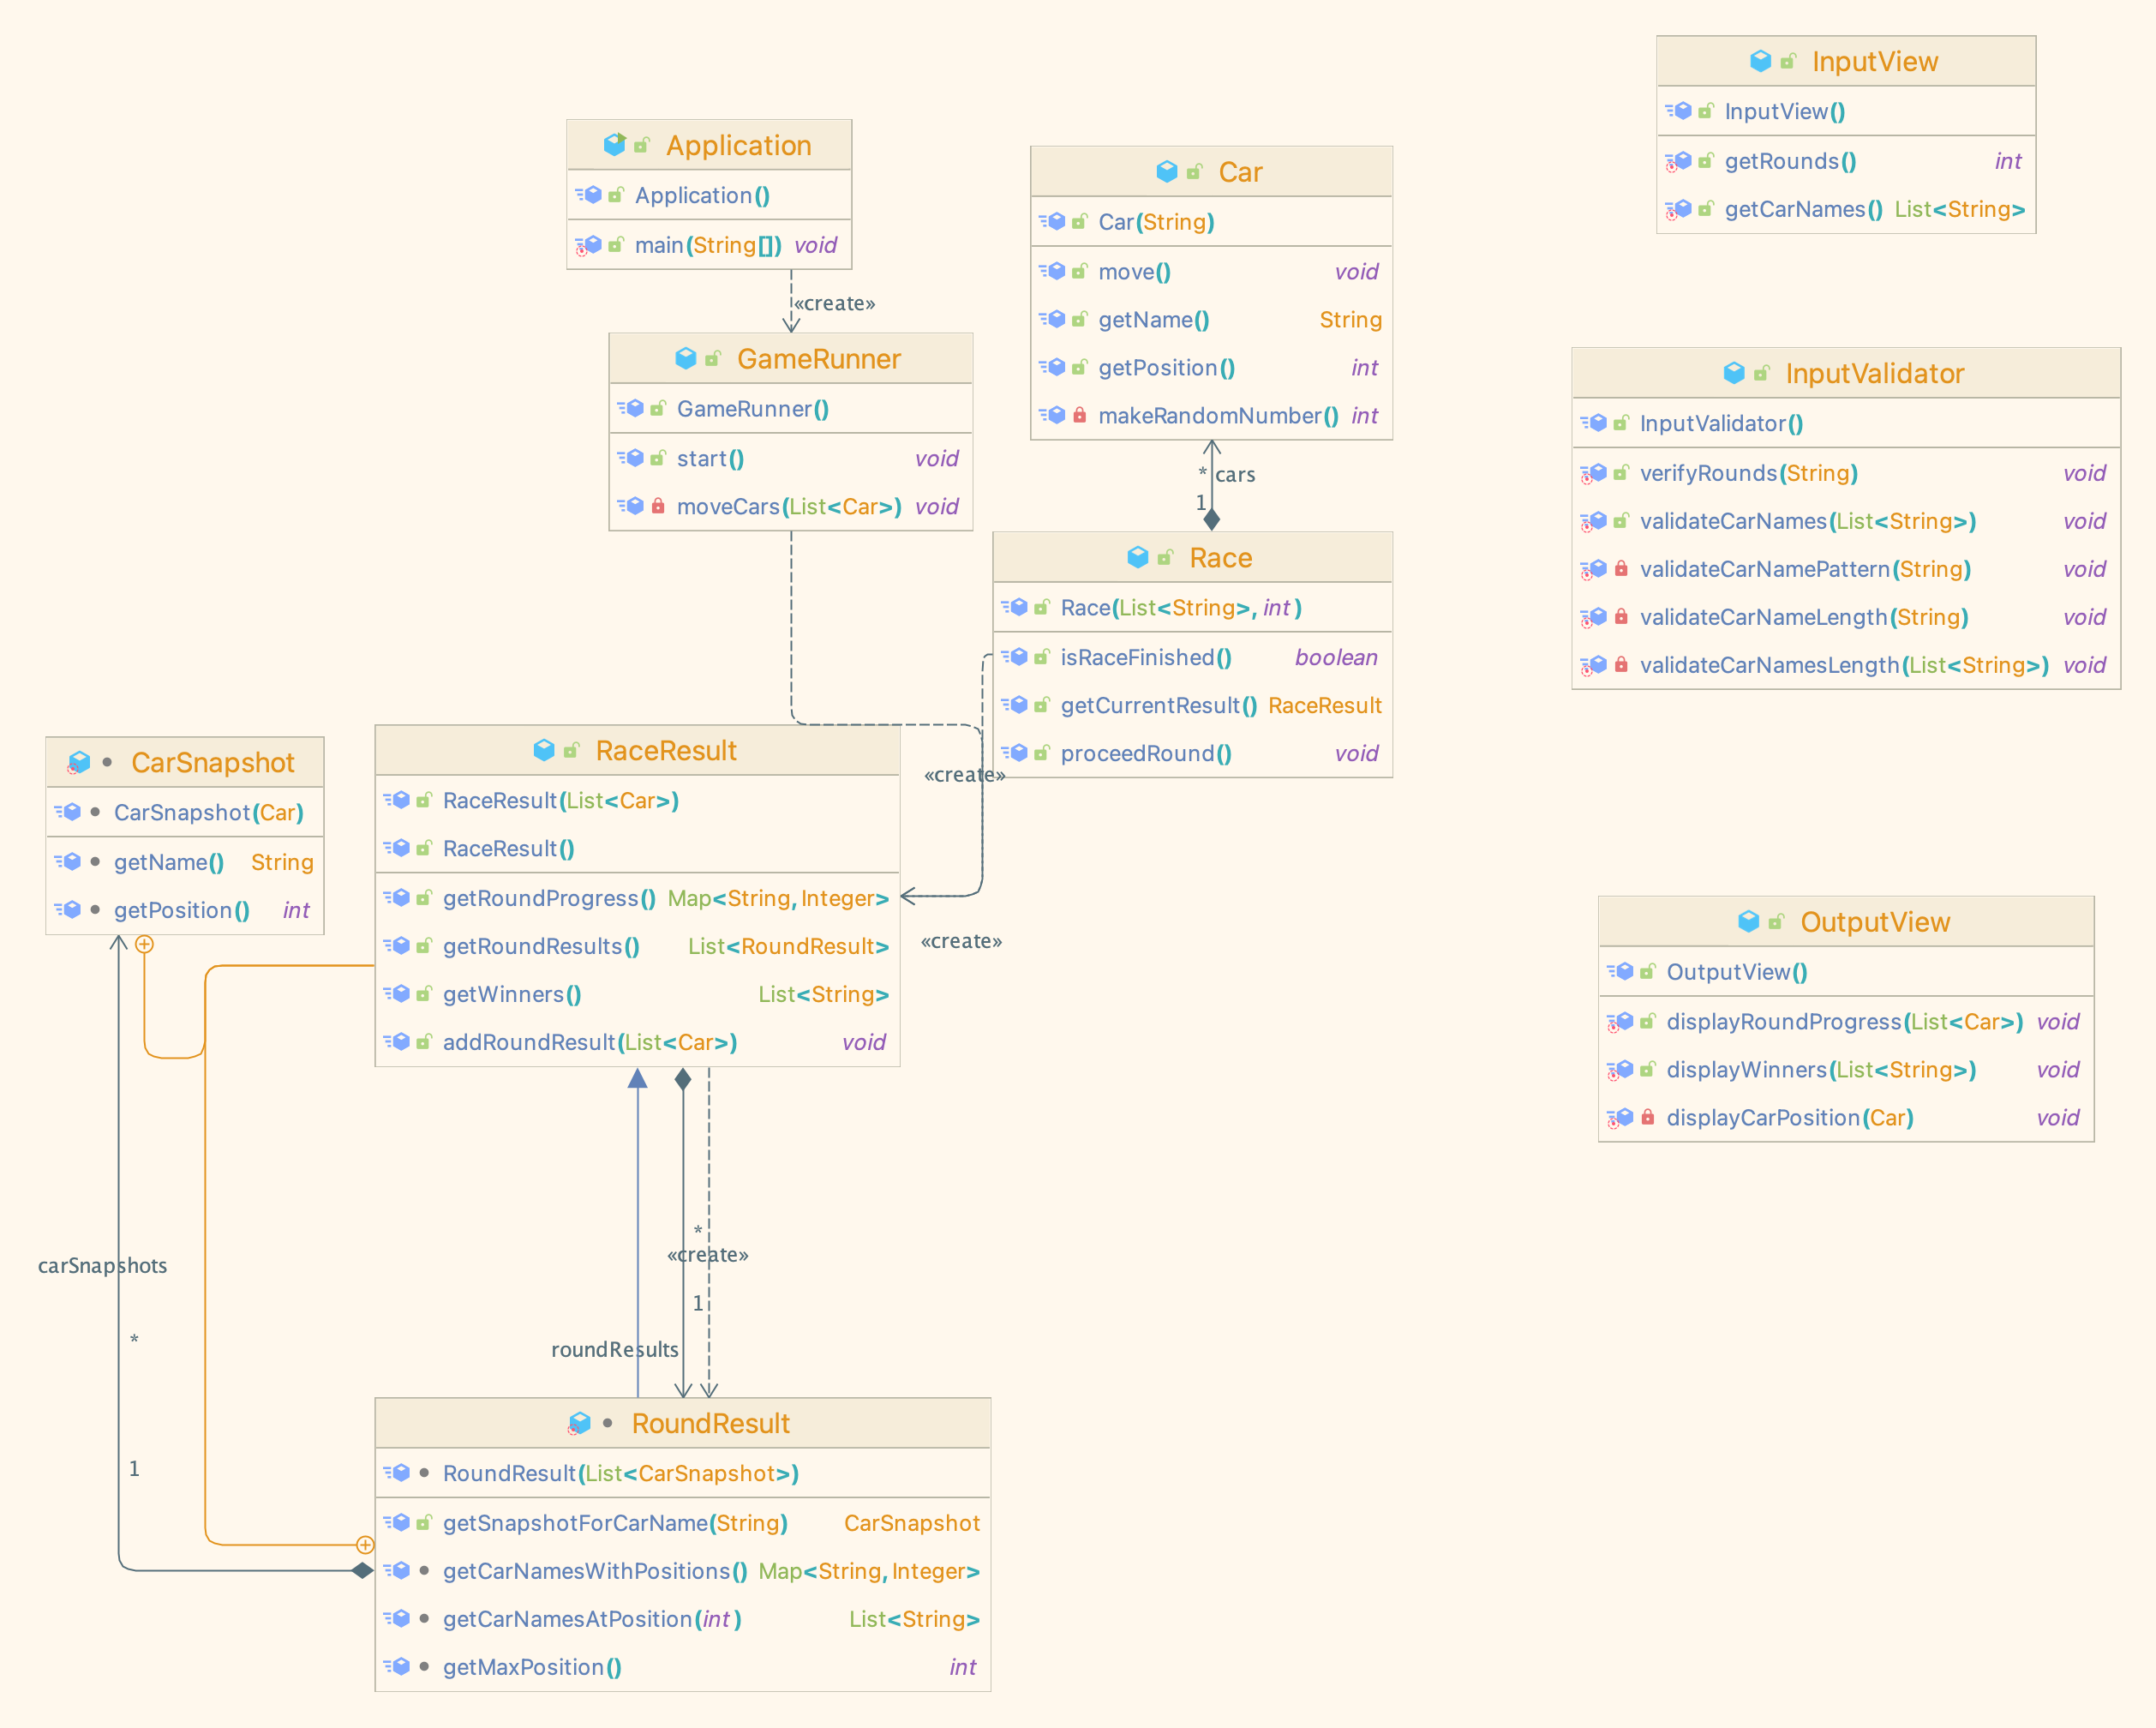 Application
Application()
main(String[]) void
«create»
GameRunner
GameRunner()
start() void
moveCars(List<Car>) void
Car
Car(String)
move() void
getName() String
getPosition() int
makeRandomNumber() int
* cars
1
Race
Race(List<String>, int)
isRaceFinished() boolean
getCurrentResult() RaceResult
proceedRound() void
«create»
«create»
InputView
InputView()
getRounds() int
getCarNames() List<String>
InputValidator
InputValidator()
verifyRounds(String) void
validateCarNames(List<String>) void
validateCarNamePattern(String) void
validateCarNameLength(String) void
validateCarNamesLength(List<String>) void
OutputView
OutputView()
displayRoundProgress(List<Car>) void
displayWinners(List<String>) void
displayCarPosition(Car) void
CarSnapshot
CarSnapshot(Car)
getName() String
getPosition() int
RaceResult
RaceResult(List<Car>)
RaceResult()
getRoundProgress() Map<String, Integer>
getRoundResults() List<RoundResult>
getWinners() List<String>
addRoundResult(List<Car>) void
carSnapshots
*
1
*
«create»
1
roundResults
RoundResult
RoundResult(List<CarSnapshot>)
getSnapshotForCarName(String) CarSnapshot
getCarNamesWithPositions() Map<String, Integer>
getCarNamesAtPosition(int) List<String>
getMaxPosition() int